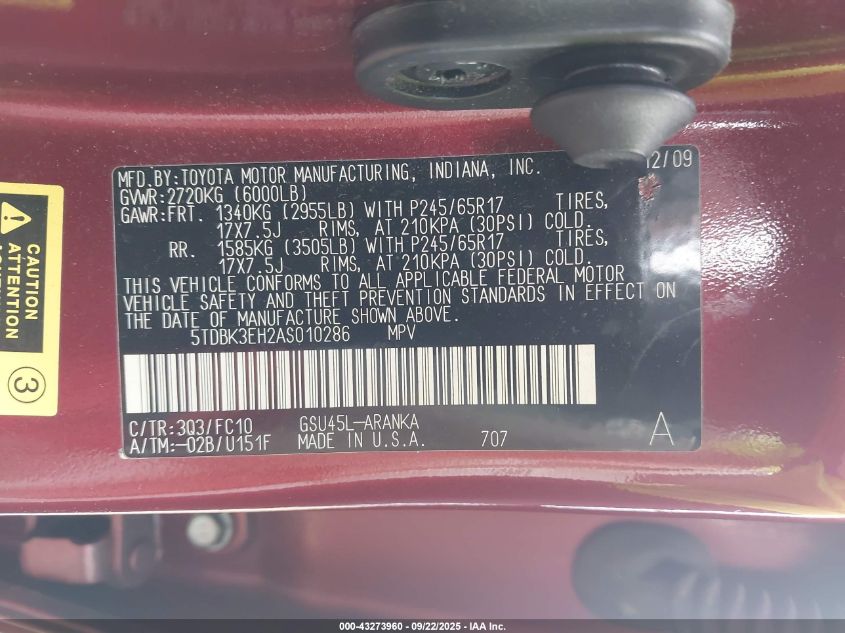 12/09
MFD.BY:TOYOTA MOTOR MANUFACTURING, INDIANA, INC.
GVWR:2720KG (6000LB)
GAWR:FRT. 1340KG (2955LB) WITH P245/65R17 TIRES,
17X7.5J RIMS, AT 210KPA (30PSI) COLD.
RR. 1585KG (3505LB) WITH P245/65R17 TIRES,
17X7.5J RIMS, AT 210KPA (30PSI) COLD.
THIS VEHICLE CONFORMS TO ALL APPLICABLE FEDERAL MOTOR
VEHICLE SAFETY AND THEFT PREVENTION STANDARDS IN EFFECT ON
THE DATE OF MANUFACTURE SHOWN ABOVE.
5TDBK3EH2AS010286 MPV
C/TR:3Q3/FC10 GSU45L-ARANKA
A/TM:-02B/U151F MADE IN U.S.A. 707 A
CAUTION
ATTENTION
3
000-43273960 - 09/22/2025 - IAA Inc.